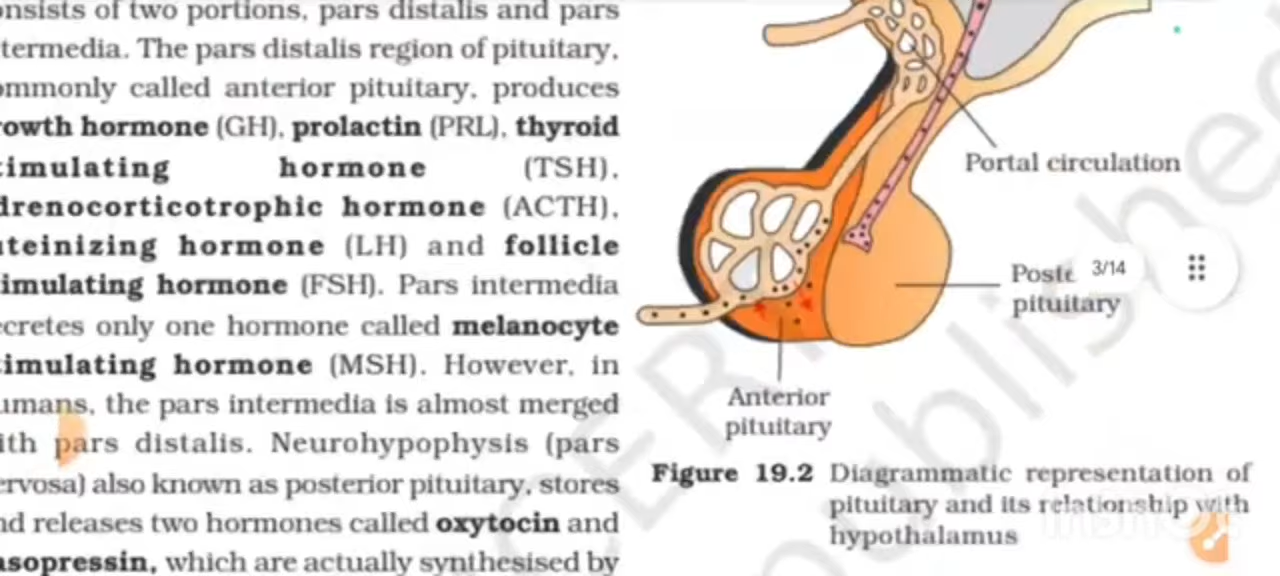 onsists of two portions, pars distalis and pars
termedia. The pars distalis region of pituitary,
ommonly called anterior pituitary, produces
rowth hormone (GH), prolactin (PRL), thyroid
timulating hormone (TSH),
drenocorticotrophic hormone (ACTH),
uteinizing hormone (LH) and follicle
timulating hormone (FSH). Pars intermedia
ecretes only one hormone called melanocyte
timulating hormone (MSH). However, in
umans, the pars intermedia is almost merged
ith pars distalis. Neurohypophysis (pars
ervosa) also known as posterior pituitary, stores
nd releases two hormones called oxytocin and
asopressin, which are actually synthesised by
Portal circulation
Poste
pituitary
3/14
Anterior
pituitary
Figure 19.2 Diagrammatic representation of
pituitary and its relationship with
hypothalamus